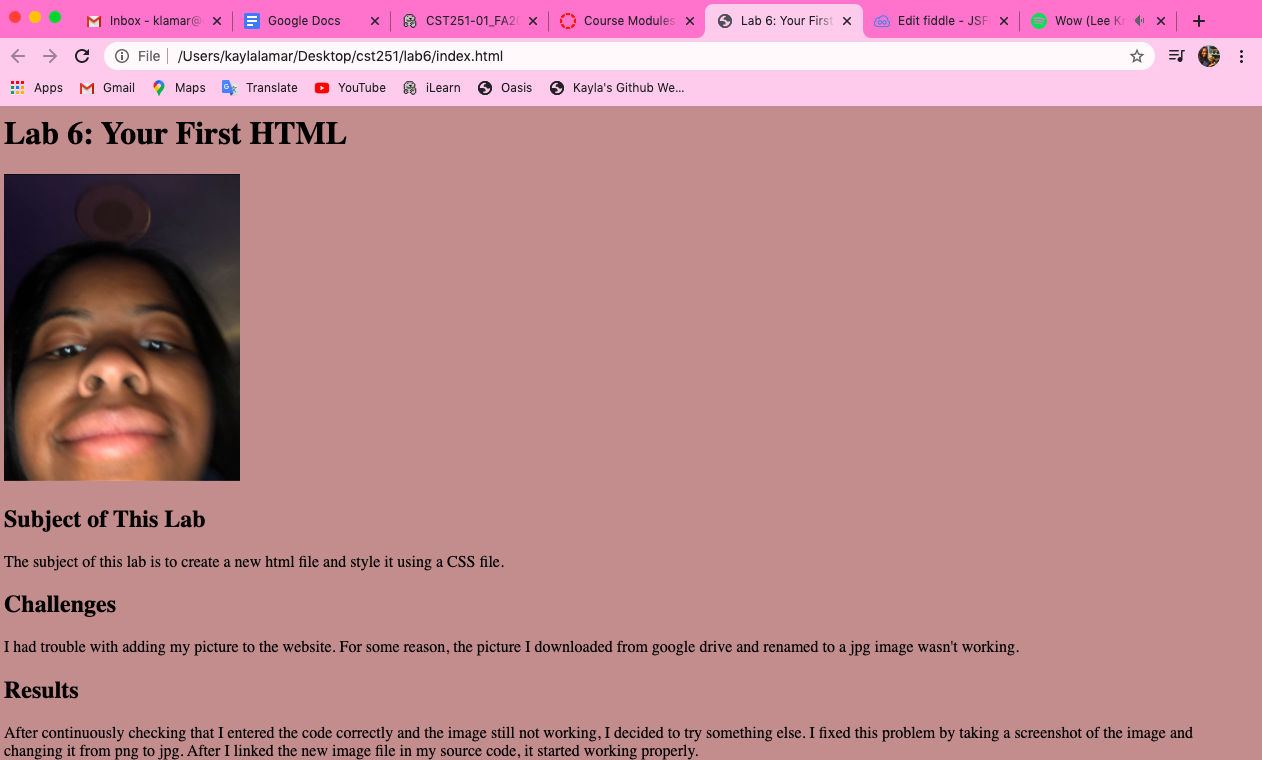 Inbox - klamar@
Google Docs
CST251-01_FA20
Course Modules
Lab 6: Your First
Edit fiddle - JSF
Wow (Lee K
File
/Users/kaylalamar/Desktop/cst251/lab6/index.html
Apps
Gmail
Maps
Translate
YouTube
iLearn
Oasis
Kayla's Github We...
Lab 6: Your First HTML
Subject of This Lab
The subject of this lab is to create a new html file and style it using a CSS file.
Challenges
I had trouble with adding my picture to the website. For some reason, the picture I downloaded from google drive and renamed to a jpg image wasn't working.
Results
After continuously checking that I entered the code correctly and the image still not working, I decided to try something else. I fixed this problem by taking a screenshot of the image and
changing it from png to jpg. After I linked the new image file in my source code, it started working properly.